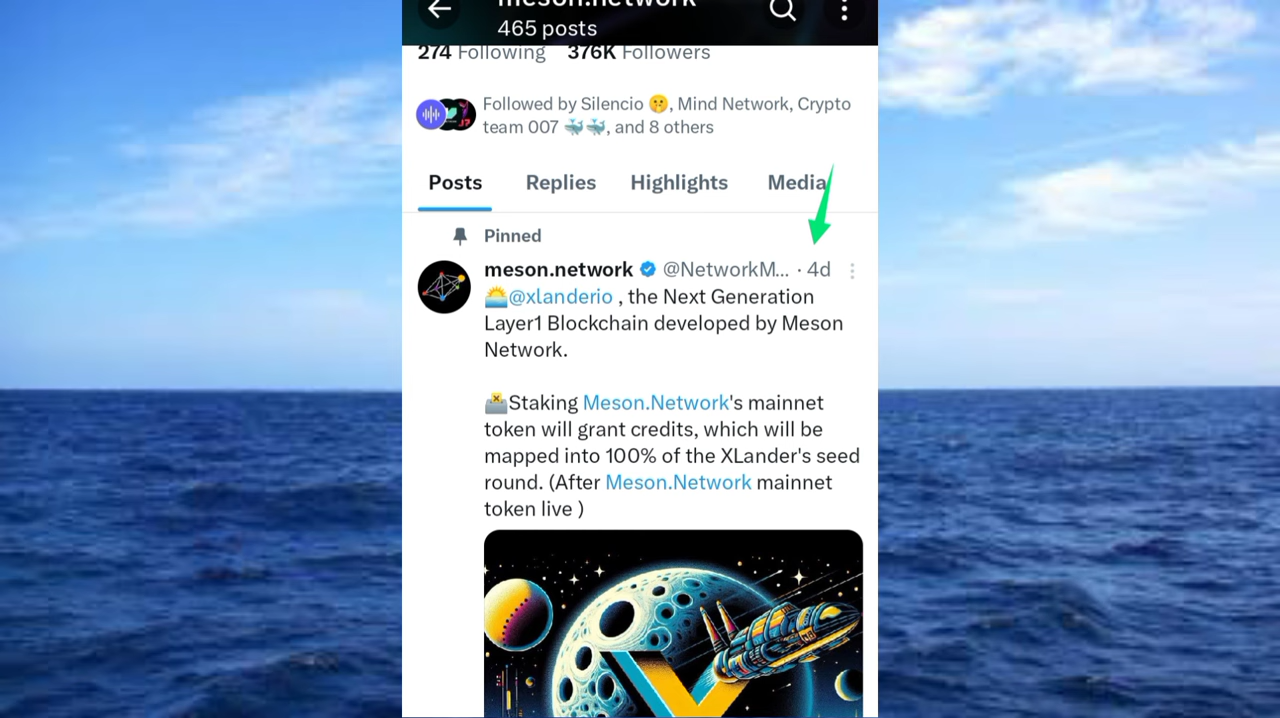 meson.network
465 posts
274 Following 376K Followers
Followed by Silencio 🤫, Mind Network, Crypto
team 007 🐳🐳, and 8 others
Posts Replies Highlights Media
Pinned
meson.network @NetworkM... · 4d
🌅@xlanderio , the Next Generation
Layer1 Blockchain developed by Meson
Network.
🗳️Staking Meson.Network's mainnet
token will grant credits, which will be
mapped into 100% of the XLander's seed
round. (After Meson.Network mainnet
token live )